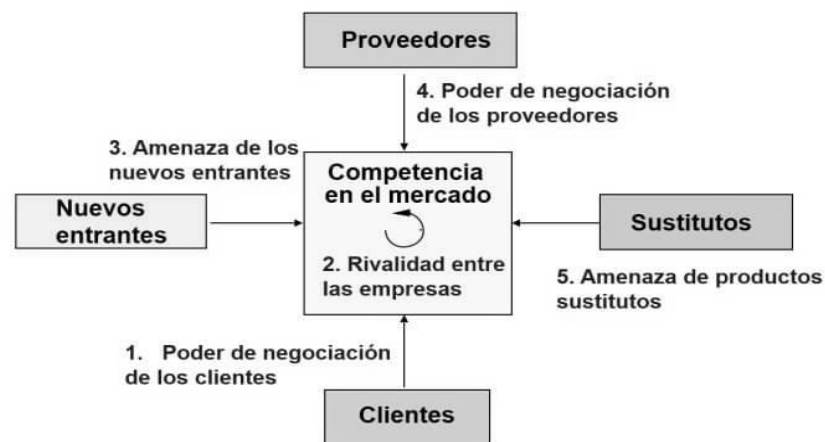 Proveedores
4. Poder de negociación
de los proveedores
3. Amenaza de los
nuevos entrantes
Competencia
en el mercado
Nuevos
entrantes
Sustitutos
2. Rivalidad entre
las empresas
5. Amenaza de productos
sustitutos
1. Poder de negociación
de los clientes
Clientes